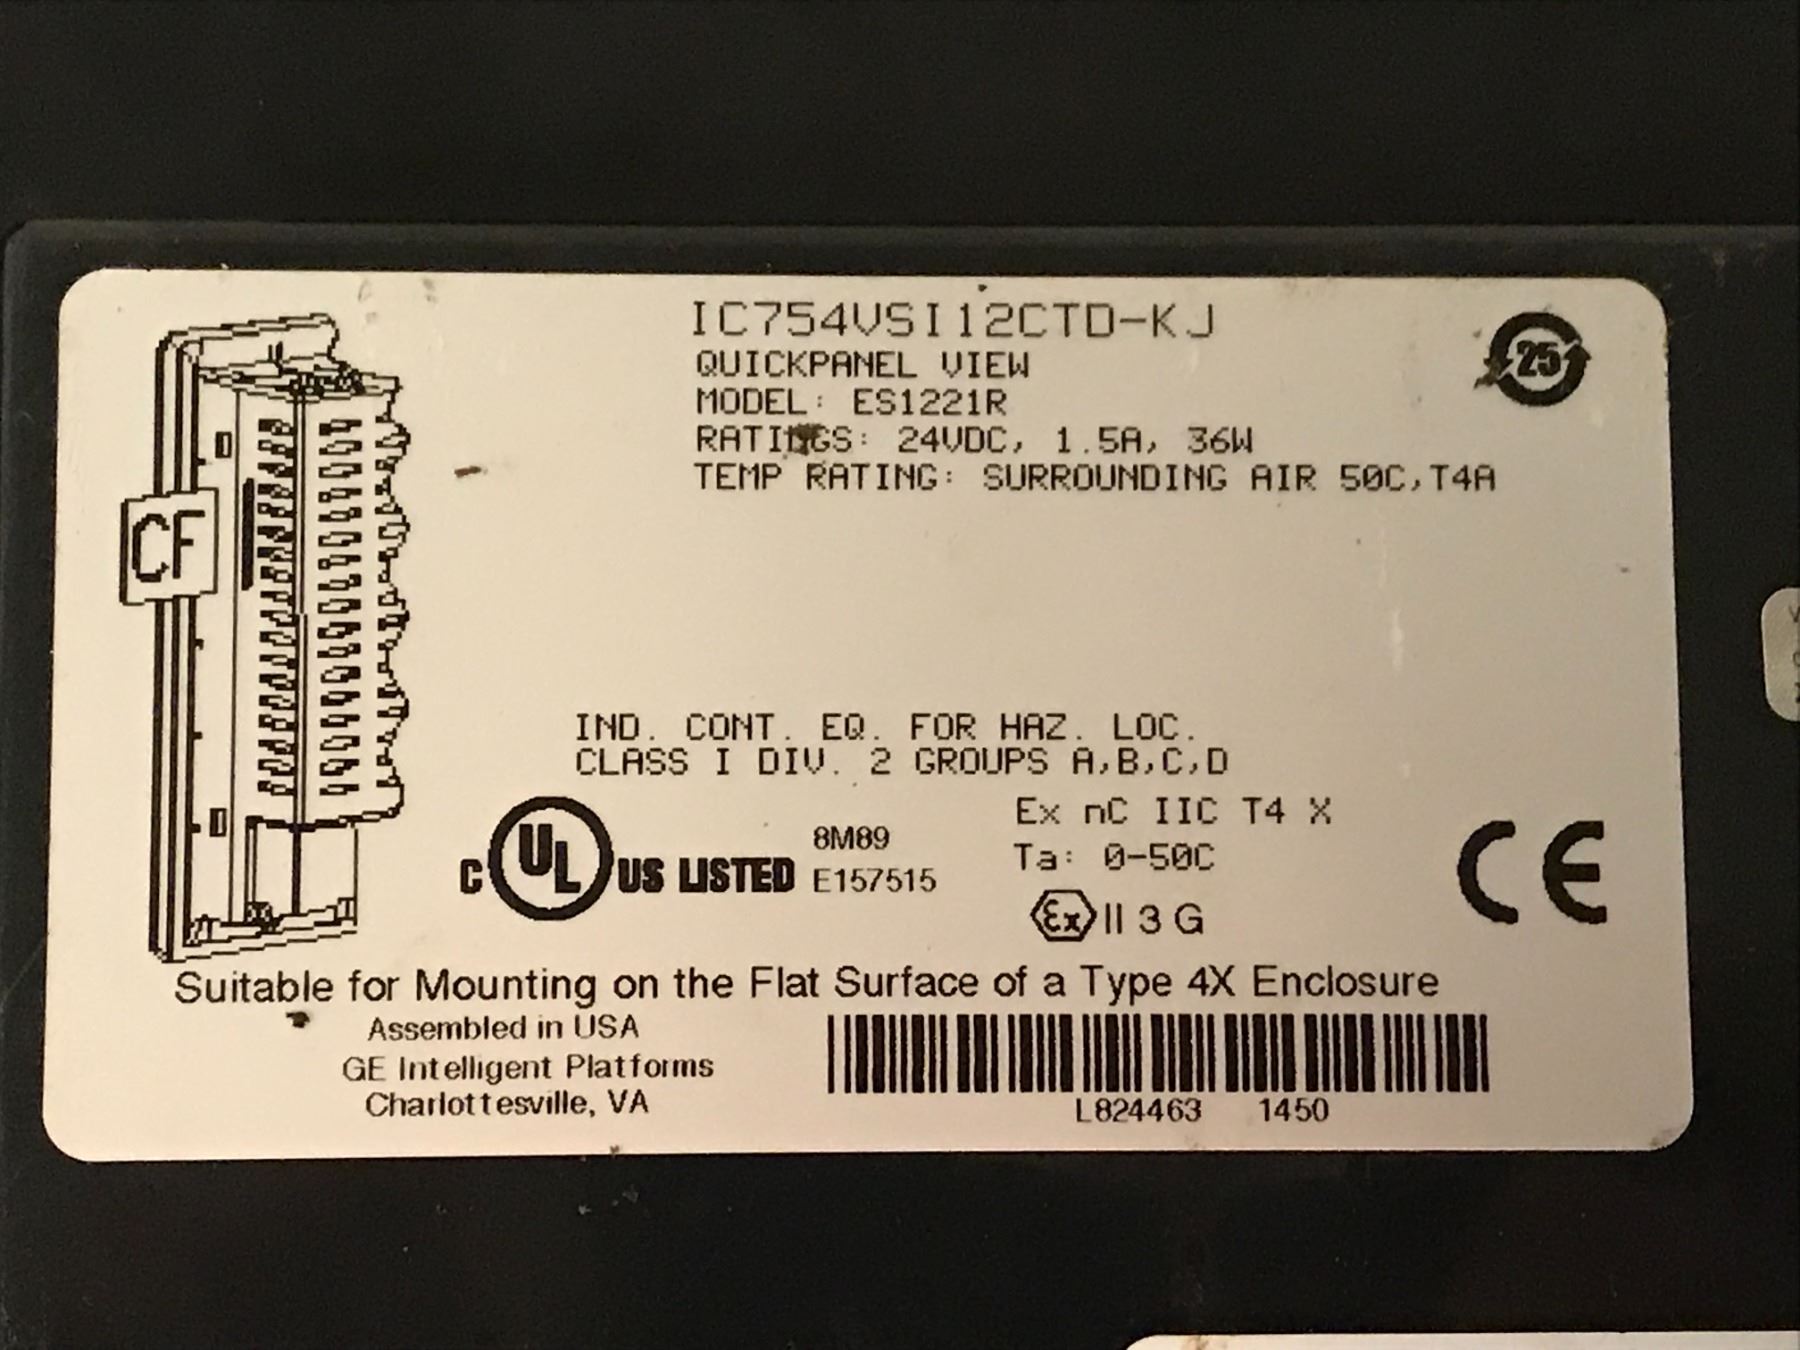 IC754VSI12CTD-KJ
25
QUICKPANEL VIEW
MODEL: ES1221R
RATINGS: 24VDC, 1.5A, 36W
TEMP RATING: SURROUNDING AIR 50C,T4A
CF
IND. CONT. EQ. FOR HAZ. LOC.
CLASS I DIV. 2 GROUPS A,B,C,D
C UL US LISTED
8M89
E157515
Ex nC IIC T4 X
Ta: 0-50C
Ex II 3 G
CE
Suitable for Mounting on the Flat Surface of a Type 4X Enclosure
Assembled in USA
GE Intelligent Platforms
Charlottesville, VA
L824463 1450